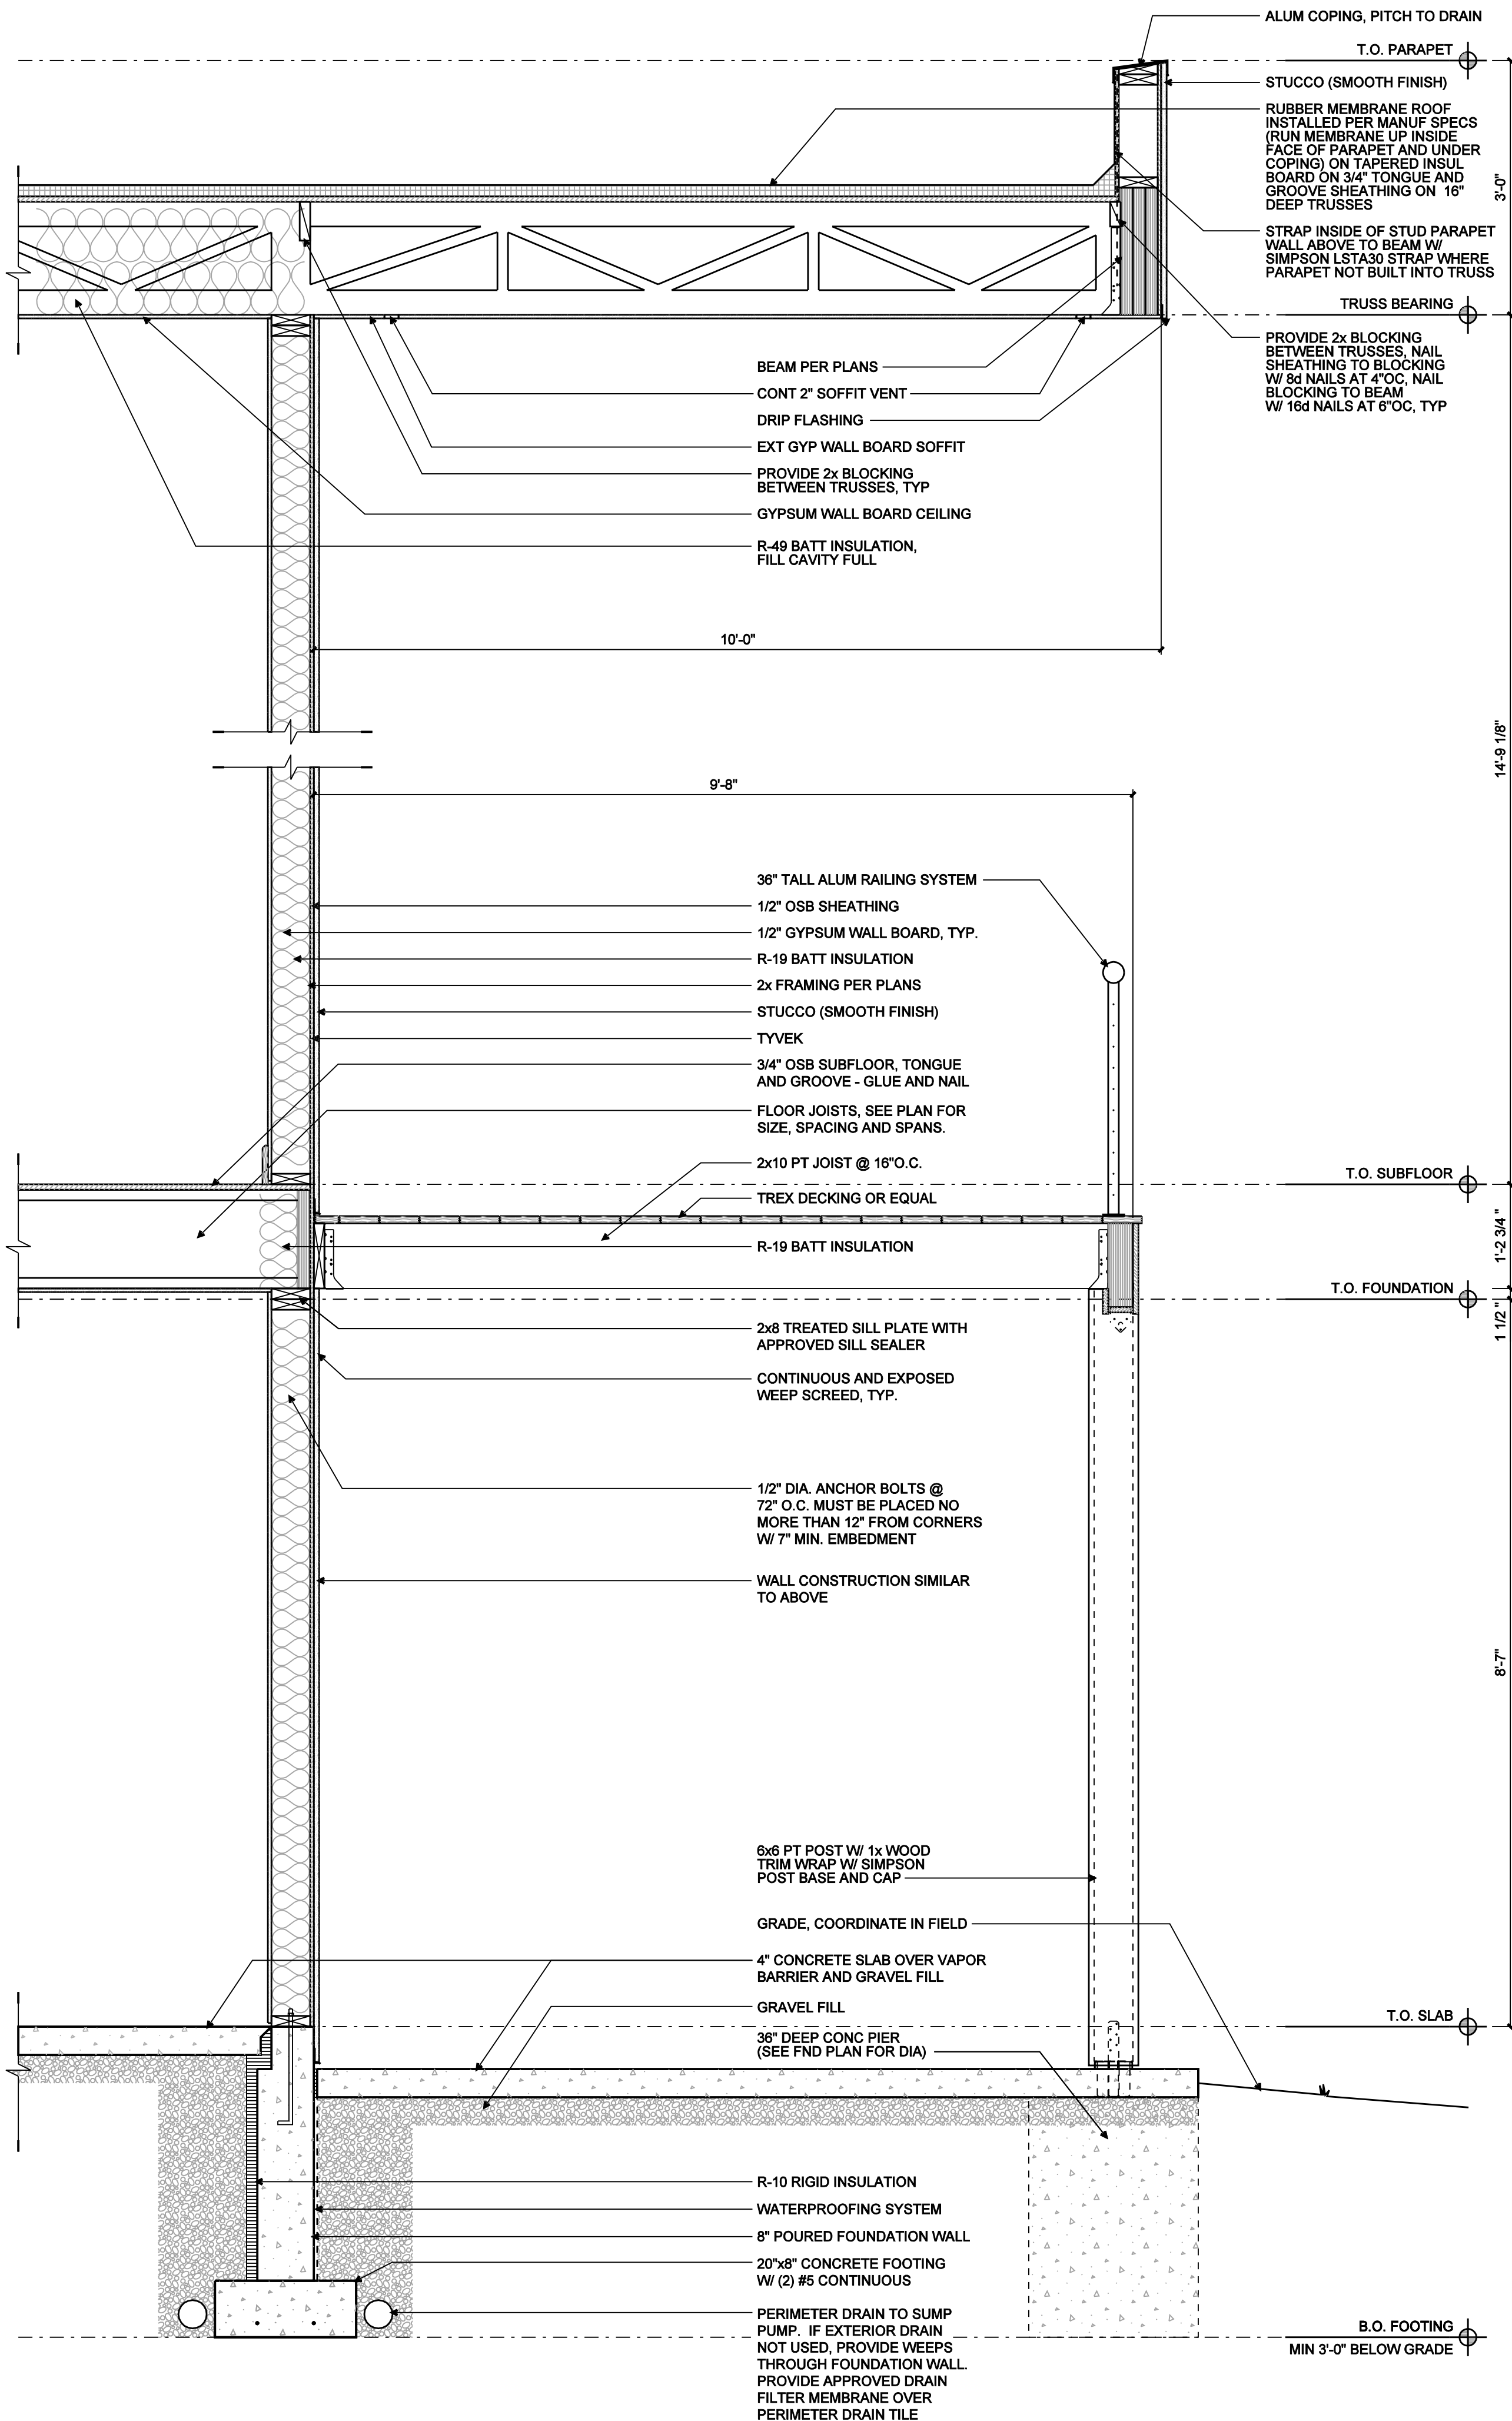 ALUM COPING, PITCH TO DRAIN
T.O. PARAPET
STUCCO (SMOOTH FINISH)
RUBBER MEMBRANE ROOF
INSTALLED PER MANUF SPECS
(RUN MEMBRANE UP INSIDE
FACE OF PARAPET AND UNDER
COPING) ON TAPERED INSUL
BOARD ON 3/4" TONGUE AND
GROOVE SHEATHING ON 16"
DEEP TRUSSES
3'-0"
STRAP INSIDE OF STUD PARAPET
WALL ABOVE TO BEAM W/
SIMPSON LSTA30 STRAP WHERE
PARAPET NOT BUILT INTO TRUSS
TRUSS BEARING
PROVIDE 2x BLOCKING
BETWEEN TRUSSES, NAIL
SHEATHING TO BLOCKING
W/ 8d NAILS AT 4"OC, NAIL
BLOCKING TO BEAM
W/ 16d NAILS AT 6"OC, TYP
BEAM PER PLANS
CONT 2" SOFFIT VENT
DRIP FLASHING
EXT GYP WALL BOARD SOFFIT
PROVIDE 2x BLOCKING
BETWEEN TRUSSES, TYP
GYPSUM WALL BOARD CEILING
R-49 BATT INSULATION,
FILL CAVITY FULL
10'-0"
14'-9 1/8"
9'-8"
36" TALL ALUM RAILING SYSTEM
1/2" OSB SHEATHING
1/2" GYPSUM WALL BOARD, TYP.
R-19 BATT INSULATION
2x FRAMING PER PLANS
STUCCO (SMOOTH FINISH)
TYVEK
3/4" OSB SUBFLOOR, TONGUE
AND GROOVE - GLUE AND NAIL
FLOOR JOISTS, SEE PLAN FOR
SIZE, SPACING AND SPANS.
2x10 PT JOIST @ 16"O.C.
T.O. SUBFLOOR
TREX DECKING OR EQUAL
1'-2 3/4 "
R-19 BATT INSULATION
T.O. FOUNDATION
1 1/2 "
2x8 TREATED SILL PLATE WITH
APPROVED SILL SEALER
CONTINUOUS AND EXPOSED
WEEP SCREED, TYP.
1/2" DIA. ANCHOR BOLTS @
72" O.C. MUST BE PLACED NO
MORE THAN 12" FROM CORNERS
W/ 7" MIN. EMBEDMENT
WALL CONSTRUCTION SIMILAR
TO ABOVE
8'-7"
6x6 PT POST W/ 1x WOOD
TRIM WRAP W/ SIMPSON
POST BASE AND CAP
GRADE, COORDINATE IN FIELD
4" CONCRETE SLAB OVER VAPOR
BARRIER AND GRAVEL FILL
GRAVEL FILL
T.O. SLAB
36" DEEP CONC PIER
(SEE FND PLAN FOR DIA)
R-10 RIGID INSULATION
WATERPROOFING SYSTEM
8" POURED FOUNDATION WALL
20"x8" CONCRETE FOOTING
W/ (2) #5 CONTINUOUS
PERIMETER DRAIN TO SUMP
PUMP. IF EXTERIOR DRAIN
NOT USED, PROVIDE WEEPS
THROUGH FOUNDATION WALL.
PROVIDE APPROVED DRAIN
FILTER MEMBRANE OVER
PERIMETER DRAIN TILE
B.O. FOOTING
MIN 3'-0" BELOW GRADE